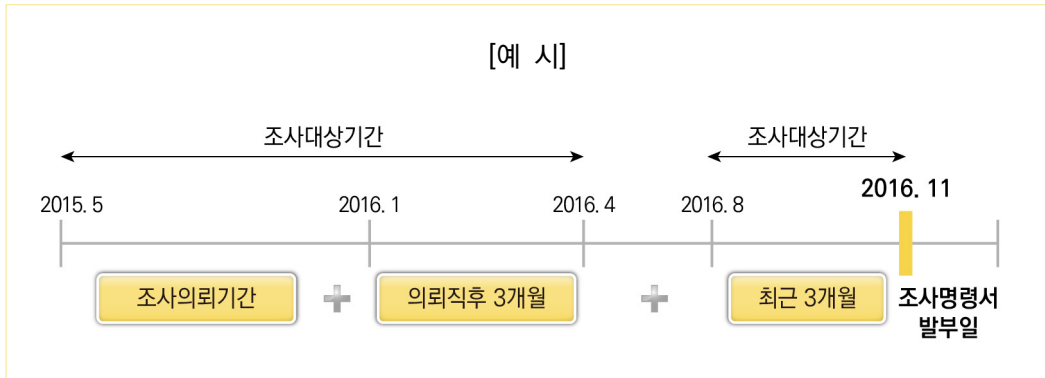 [예 시]
조사대상기간 조사대상기간
2015. 5 2016. 1 2016. 4 2016. 8 2016. 11
조사의뢰기간 + 의뢰직후 3개월 + 최근 3개월 조사명령서
발부일